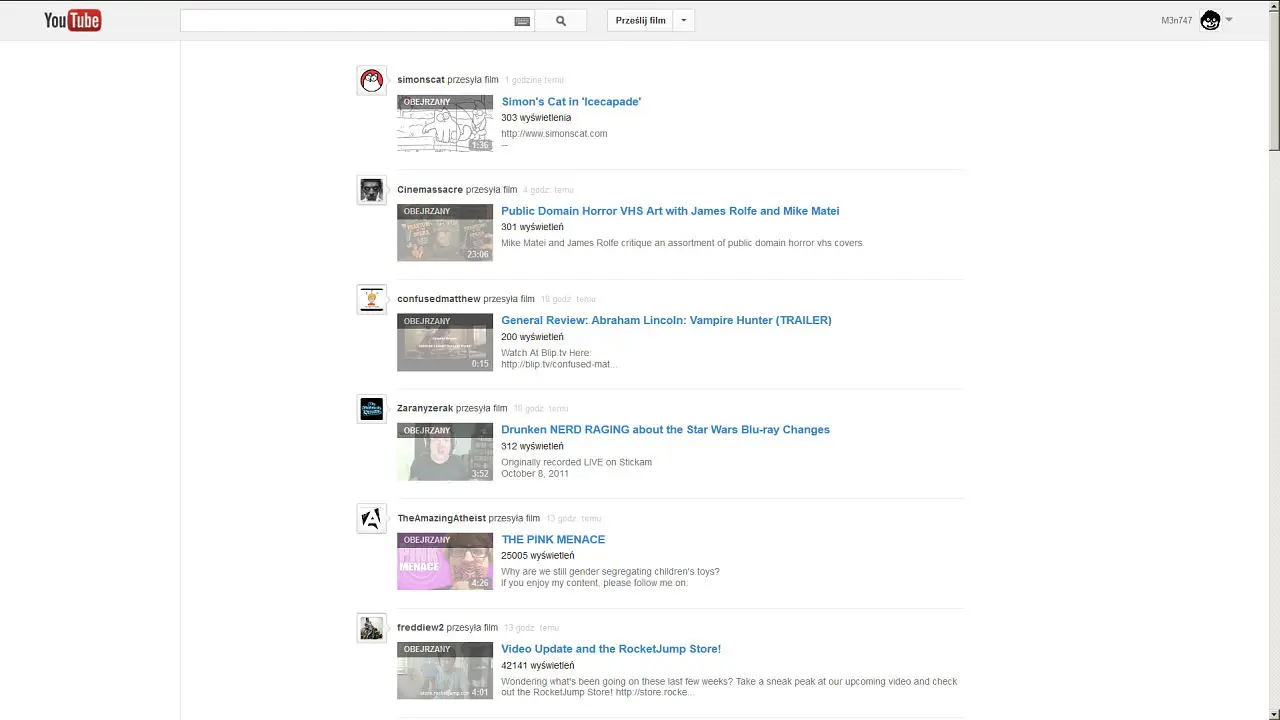 YouTube
Prześlij film
M3n747
simonscat przesyła film 1 godzinę temu
OBEJRZANY
Simon's Cat in 'Icecapade'
303 wyświetlenia
http://www.simonscat.com
--
1:36
Cinemassacre przesyła film 4 godz. temu
OBEJRZANY
Public Domain Horror VHS Art with James Rolfe and Mike Matei
301 wyświetleń
Mike Matei and James Rolfe critique an assortment of public domain horror vhs covers.
23:06
confusedmatthew przesyła film 18 godz. temu
OBEJRZANY
General Review: Abraham Lincoln: Vampire Hunter (TRAILER)
200 wyświetleń
Watch At Blip.tv Here:
http://blip.tv/confused-mat...
0:15
Zaranyzerak przesyła film 18 godz. temu
OBEJRZANY
Drunken NERD RAGING about the Star Wars Blu-ray Changes
312 wyświetleń
Originally recorded LIVE on Stickam
October 8, 2011
3:52
TheAmazingAtheist przesyła film 13 godz. temu
OBEJRZANY
THE PINK MENACE
25005 wyświetleń
Why are we still gender segregating children's toys?
If you enjoy my content, please follow me on:
MENACE
4:26
freddiew2 przesyła film 13 godz. temu
OBEJRZANY
Video Update and the RocketJump Store!
42141 wyświetleń
Wondering what's been going on these last few weeks? Take a sneak peak at our upcoming video and check
out the RocketJump Store! http://store.rocke...
store.rocketjump.com
4:01